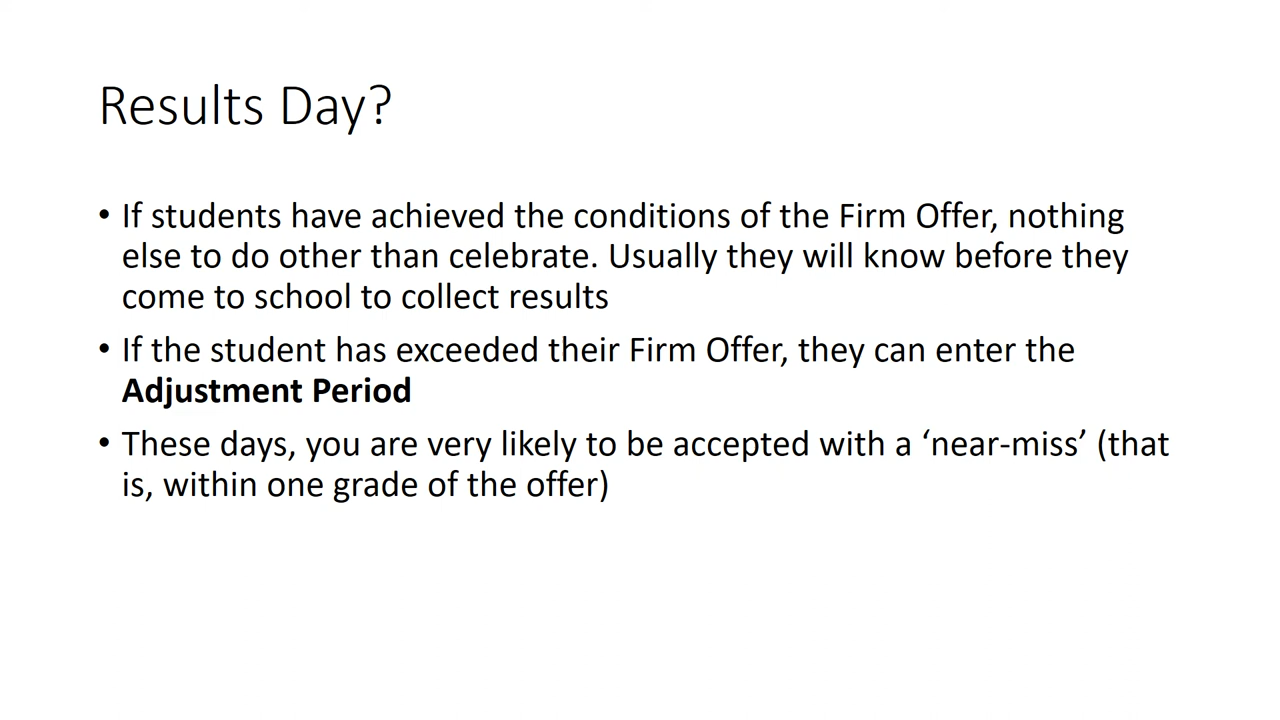 Results Day?
• If students have achieved the conditions of the Firm Offer, nothing
else to do other than celebrate. Usually they will know before they
come to school to collect results
• If the student has exceeded their Firm Offer, they can enter the
Adjustment Period
• These days, you are very likely to be accepted with a ‘near-miss’ (that
is, within one grade of the offer)